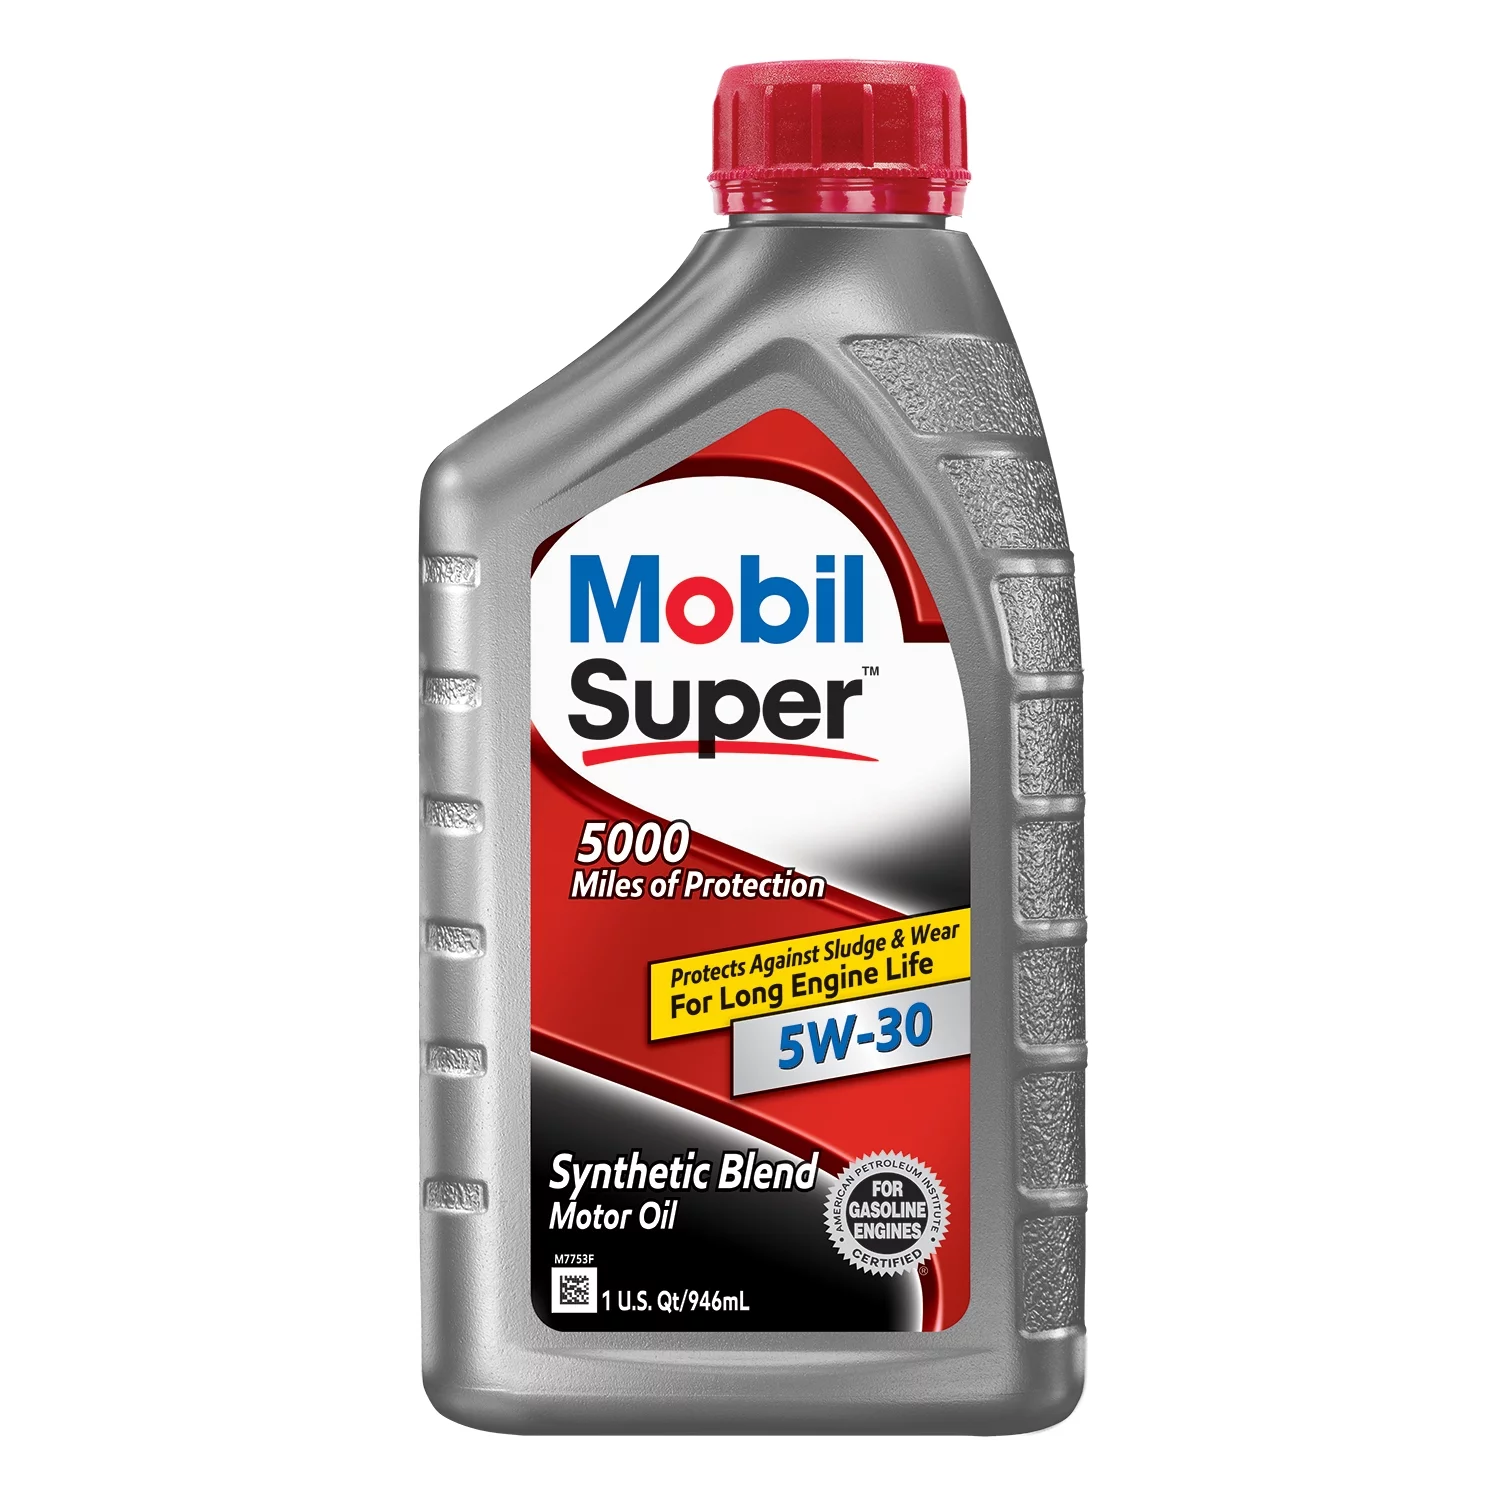 Mobil
Super™
5000
Miles of Protection
Protects Against Sludge & Wear
For Long Engine Life
5W-30
Synthetic Blend
Motor Oil
AMERICAN PETROLEUM INSTITUTE
FOR
GASOLINE
ENGINES
CERTIFIED
®
M7753F
1 U.S. Qt/946mL